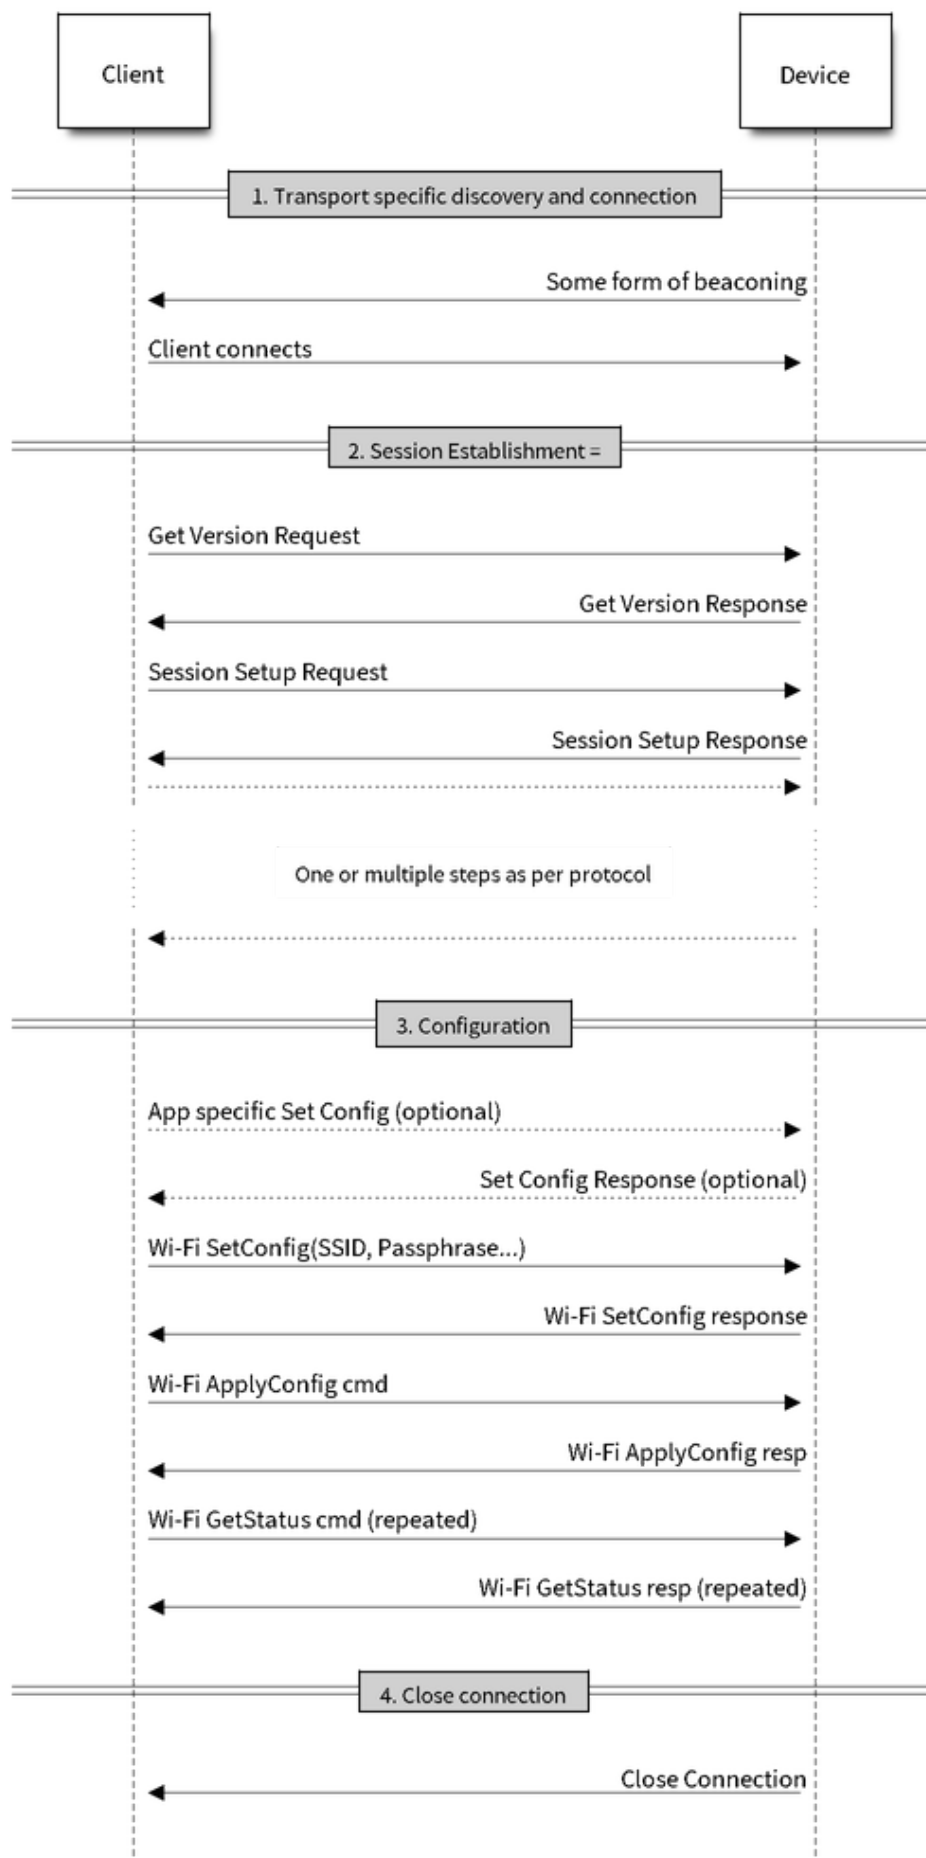 Client
Device
1. Transport specific discovery and connection
Some form of beaconing
Client connects
2. Session Establishment =
Get Version Request
Get Version Response
Session Setup Request
Session Setup Response
One or multiple steps as per protocol
3. Configuration
App specific Set Config (optional)
Set Config Response (optional)
Wi-Fi SetConfig(SSID, Passphrase...)
Wi-Fi SetConfig response
Wi-Fi ApplyConfig cmd
Wi-Fi ApplyConfig resp
Wi-Fi GetStatus cmd (repeated)
Wi-Fi GetStatus resp (repeated)
4. Close connection
Close Connection